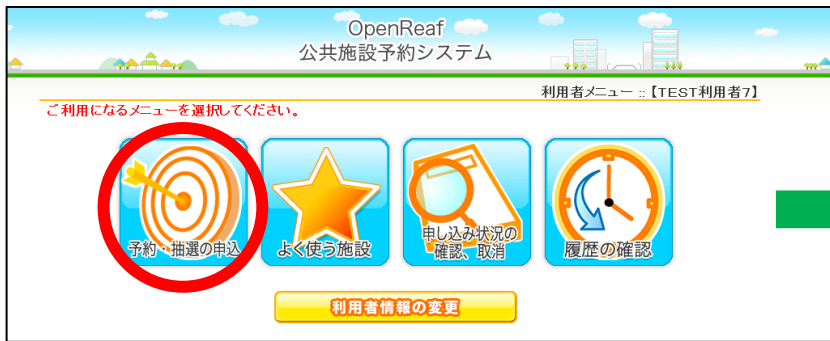 OpenReaf
公共施設予約システム
利用者メニュー ::【TEST利用者7】
ご利用になるメニューを選択してください。
予約・抽選の申込
よく使う施設
申し込み状況の
確認、取消
履歴の確認
利用者情報の変更